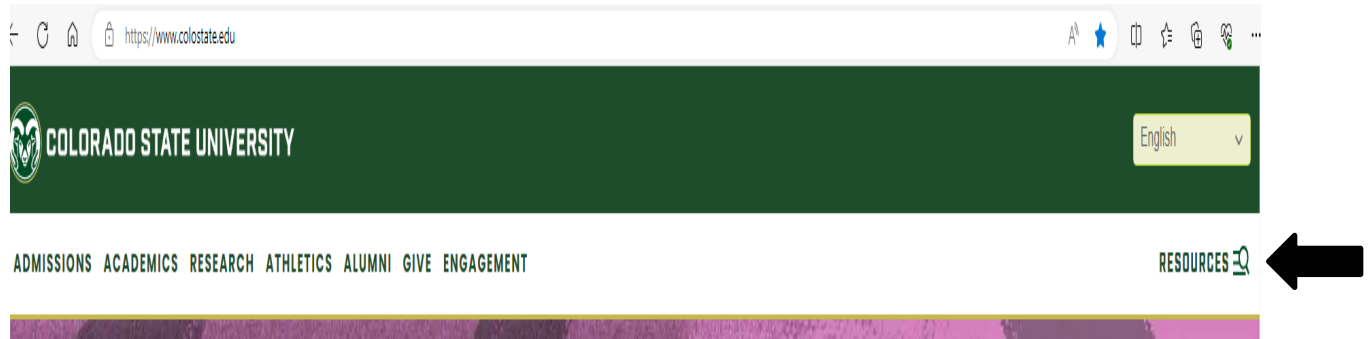 https://www.colostate.edu
COLORADO STATE UNIVERSITY
English
ADMISSIONS ACADEMICS RESEARCH ATHLETICS ALUMNI GIVE ENGAGEMENT
RESOURCES